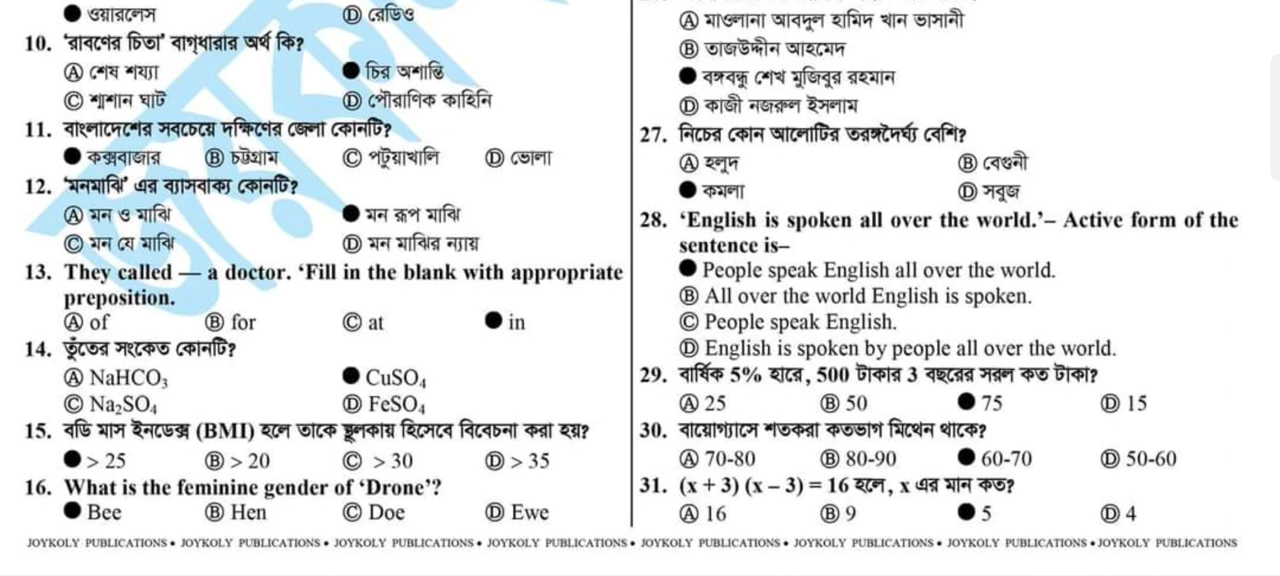 ● ওয়ারলেস Ⓓ রেডিও
10. ‘রাবণের চিতা’ বাগ্‌ধারার অর্থ কি?
Ⓐ শেষ শয্যা ● চির অশান্তি
Ⓒ শ্মশান ঘাট Ⓓ পৌরাণিক কাহিনি
11. বাংলাদেশের সবচেয়ে দক্ষিণের জেলা কোনটি?
● কক্সবাজার Ⓑ চট্টগ্রাম Ⓒ পটুয়াখালি Ⓓ ভোলা
12. ‘মনমাঝি’ এর ব্যাসবাক্য কোনটি?
Ⓐ মন ও মাঝি ● মন রূপ মাঝি
Ⓒ মন যে মাঝি Ⓓ মন মাঝির ন্যায়
13. They called — a doctor. ‘Fill in the blank with appropriate
preposition.
Ⓐ of Ⓑ for Ⓒ at ● in
14. তুঁতের সংকেত কোনটি?
Ⓐ NaHCO₃ ● CuSO₄
Ⓒ Na₂SO₄ Ⓓ FeSO₄
15. বডি মাস ইনডেক্স (BMI) হলে তাকে স্থূলকায় হিসেবে বিবেচনা করা হয়?
● > 25 Ⓑ > 20 Ⓒ > 30 Ⓓ > 35
16. What is the feminine gender of ‘Drone’?
● Bee Ⓑ Hen Ⓒ Doe Ⓓ Ewe
Ⓐ মাওলানা আবদুল হামিদ খান ভাসানী
Ⓑ তাজউদ্দীন আহমেদ
● বঙ্গবন্ধু শেখ মুজিবুর রহমান
Ⓓ কাজী নজরুল ইসলাম
27. নিচের কোন আলোটির তরঙ্গদৈর্ঘ্য বেশি?
Ⓐ হলুদ Ⓑ বেগুনী
● কমলা Ⓓ সবুজ
28. ‘English is spoken all over the world.’– Active form of the
sentence is–
● People speak English all over the world.
Ⓑ All over the world English is spoken.
Ⓒ People speak English.
Ⓓ English is spoken by people all over the world.
29. বার্ষিক 5% হারে, 500 টাকার 3 বছরের সরল কত টাকা?
Ⓐ 25 Ⓑ 50 ● 75 Ⓓ 15
30. বায়োগ্যাসে শতকরা কতভাগ মিথেন থাকে?
Ⓐ 70-80 Ⓑ 80-90 ● 60-70 Ⓓ 50-60
31. (x + 3) (x – 3) = 16 হলে, x এর মান কত?
Ⓐ 16 Ⓑ 9 ● 5 Ⓓ 4
JOYKOLY PUBLICATIONS • JOYKOLY PUBLICATIONS • JOYKOLY PUBLICATIONS • JOYKOLY PUBLICATIONS • JOYKOLY PUBLICATIONS • JOYKOLY PUBLICATIONS • JOYKOLY PUBLICATIONS • JOYKOLY PUBLICATIONS